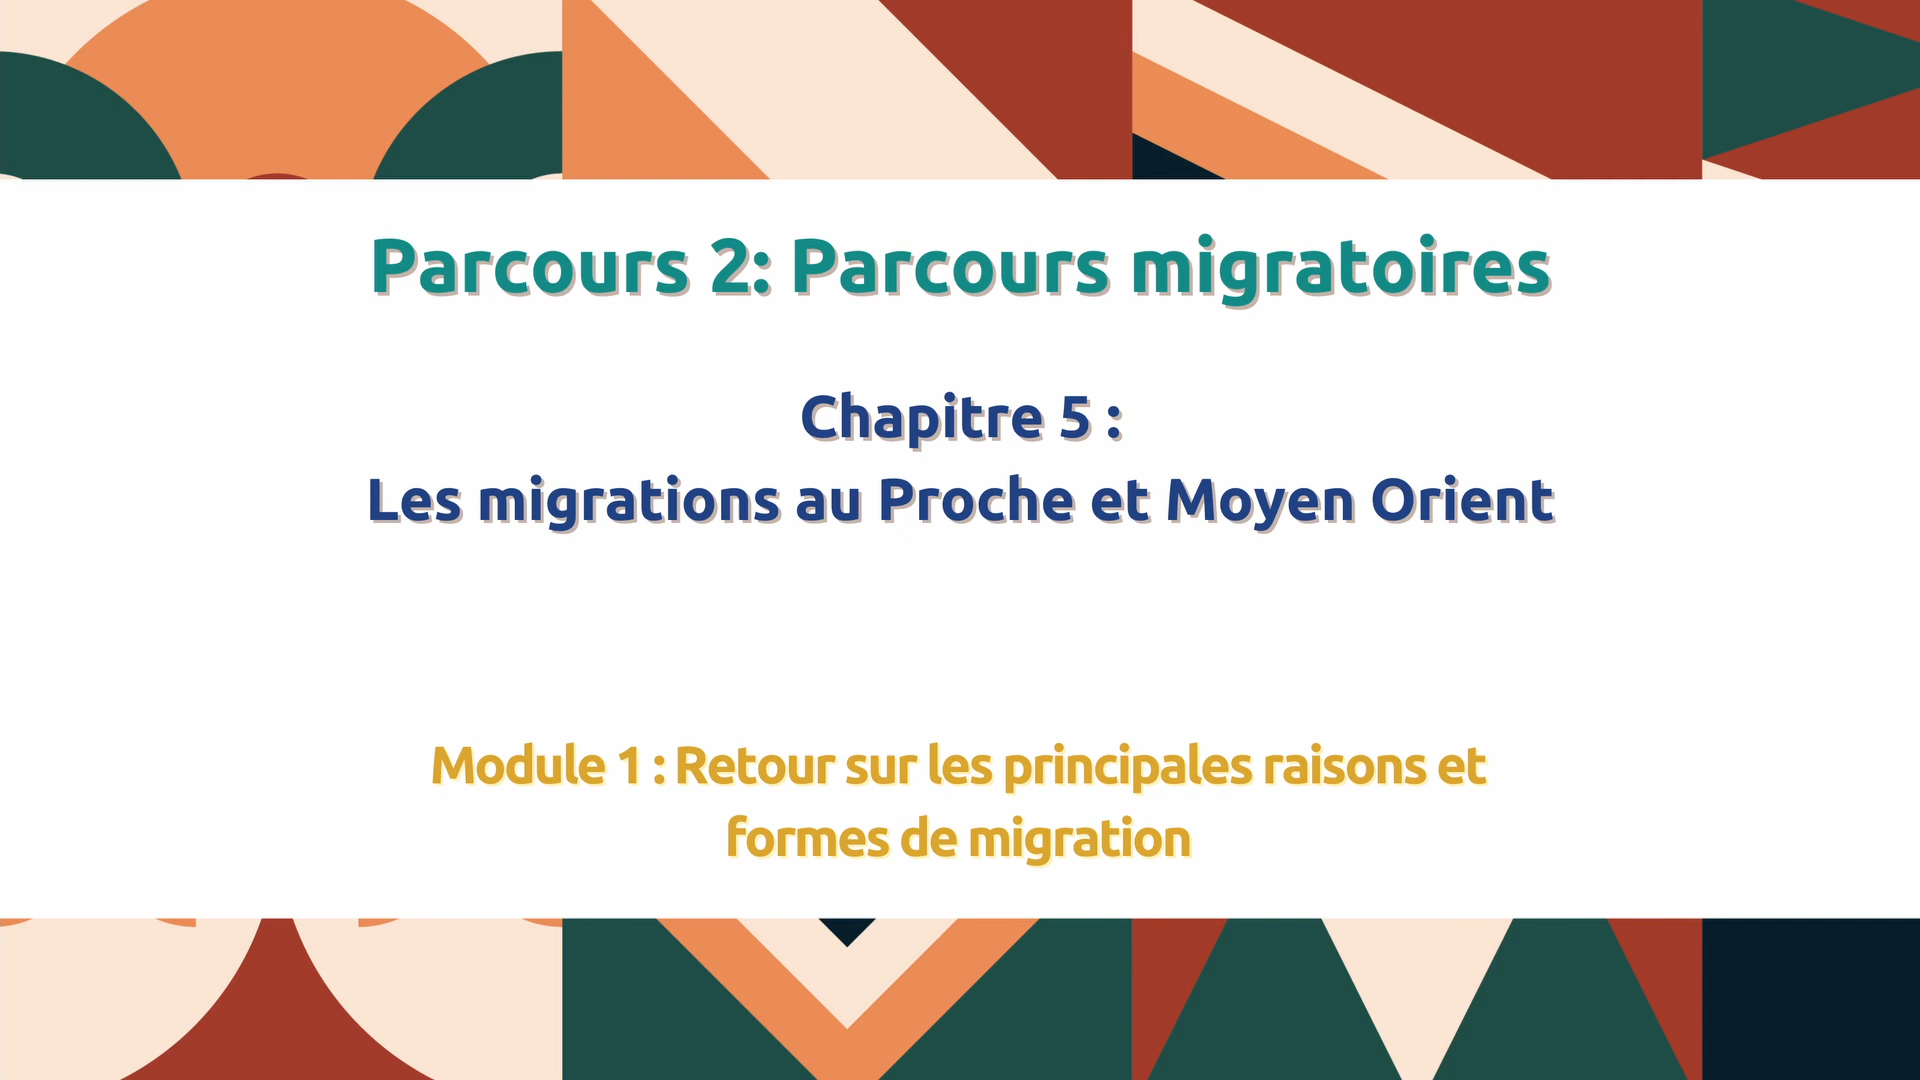 Parcours 2: Parcours migratoires
Chapitre 5 :
Les migrations au Proche et Moyen Orient
Module 1 : Retour sur les principales raisons et
formes de migration